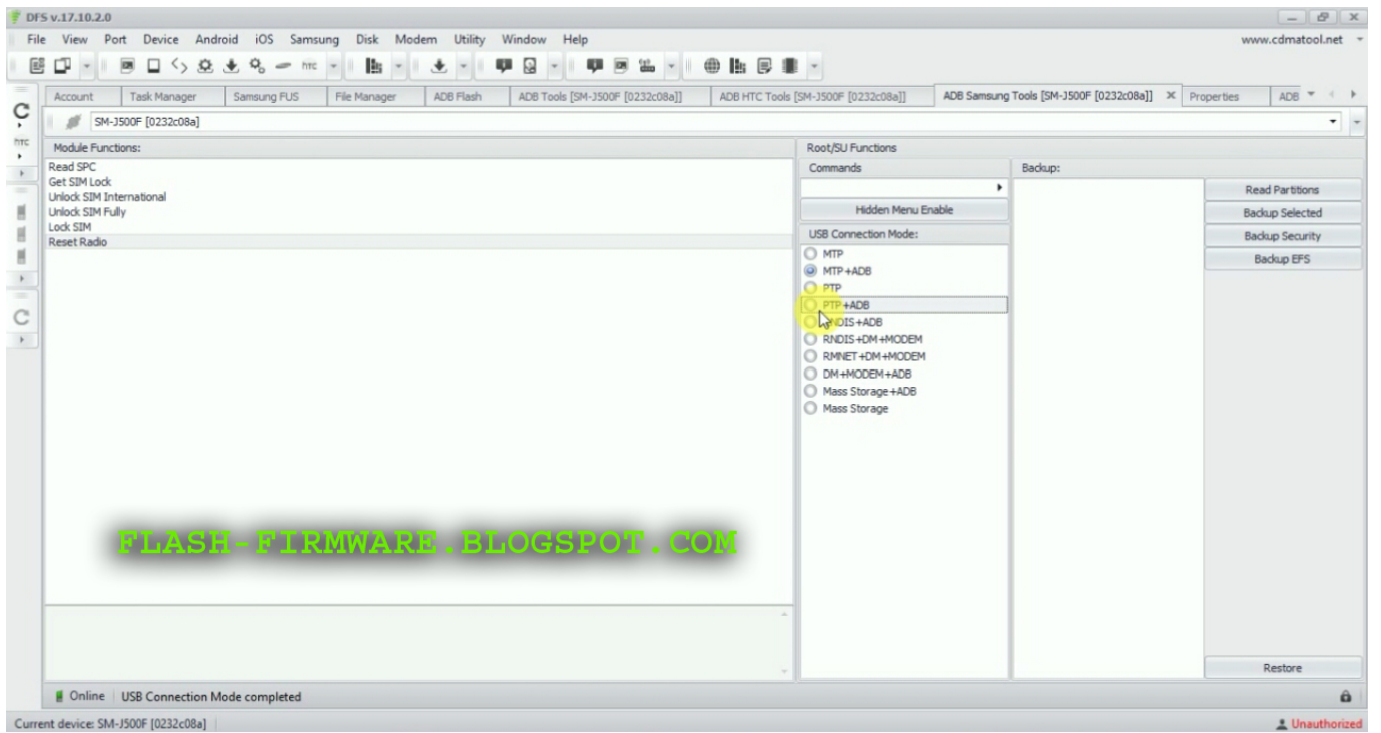 DFS v.17.10.2.0
File View Port Device Android iOS Samsung Disk Modem Utility Window Help www.cdmatool.net
Account Task Manager Samsung FUS File Manager ADB Flash ADB Tools [SM-J500F [0232c08a]] ADB HTC Tools [SM-J500F [0232c08a]] ADB Samsung Tools [SM-J500F [0232c08a]] Properties ADB
SM-J500F [0232c08a]
Module Functions:
Read SPC
Get SIM Lock
Unlock SIM International
Unlock SIM Fully
Lock SIM
Reset Radio
Root/SU Functions
Commands
Hidden Menu Enable
USB Connection Mode:
MTP
MTP+ADB
PTP
PTP+ADB
RNDIS+ADB
RNDIS+DM+MODEM
RMNET+DM+MODEM
DM+MODEM+ADB
Mass Storage+ADB
Mass Storage
Backup:
Read Partitions
Backup Selected
Backup Security
Backup EFS
Restore
FLASH-FIRMWARE.BLOGSPOT.COM
Online USB Connection Mode completed
Current device: SM-J500F [0232c08a] Unauthorized